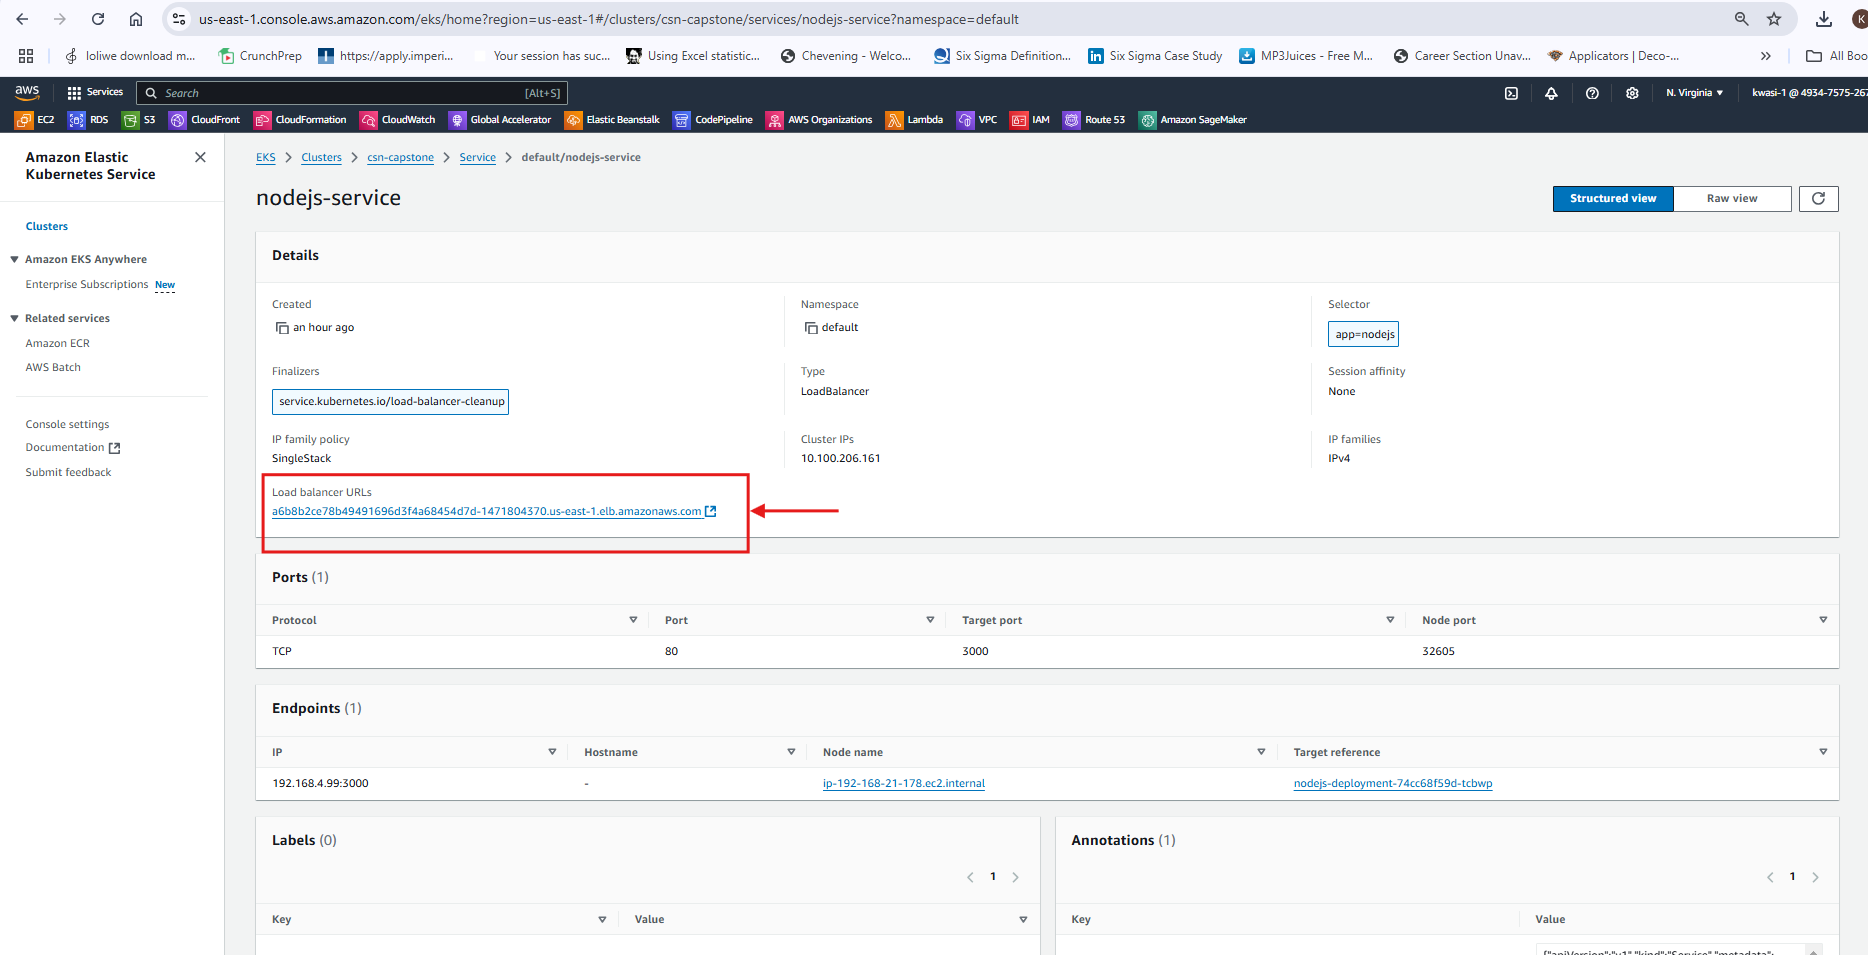 us-east-1.console.aws.amazon.com/eks/home?region=us-east-1#/clusters/csn-capstone/services/nodejs-service?namespace=default
K
loliwe download m...
CrunchPrep
https://apply.imperi...
Your session has suc...
Using Excel statistic...
Chevening - Welco...
Six Sigma Definition...
Six Sigma Case Study
MP3Juices - Free M...
Career Section Unav...
Applicators | Deco-...
All Boo
aws
Services
Search
[Alt+S]
N. Virginia
kwasi-1 @ 4934-7575-267
EC2
RDS
S3
CloudFront
CloudFormation
CloudWatch
Global Accelerator
Elastic Beanstalk
CodePipeline
AWS Organizations
Lambda
VPC
IAM
Route 53
Amazon SageMaker
Amazon Elastic
Kubernetes Service
Clusters
Amazon EKS Anywhere
Enterprise Subscriptions New
Related services
Amazon ECR
AWS Batch
Console settings
Documentation
Submit feedback
EKS
Clusters
csn-capstone
Service
default/nodejs-service
nodejs-service
Structured view
Raw view
Details
Created
an hour ago
Namespace
default
Selector
app=nodejs
Finalizers
service.kubernetes.io/load-balancer-cleanup
Type
LoadBalancer
Session affinity
None
IP family policy
SingleStack
Cluster IPs
10.100.206.161
IP families
IPv4
Load balancer URLs
a6b8b2ce78b49491696d3f4a68454d7d-1471804370.us-east-1.elb.amazonaws.com
Ports (1)
Protocol
Port
Target port
Node port
TCP
80
3000
32605
Endpoints (1)
IP
Hostname
Node name
Target reference
192.168.4.99:3000
-
ip-192-168-21-178.ec2.internal
nodejs-deployment-74cc68f59d-tcbwp
Labels (0)
1
Key
Value
Annotations (1)
1
Key
Value
{"apiVersion":"v1","kind":"Service","metadata":